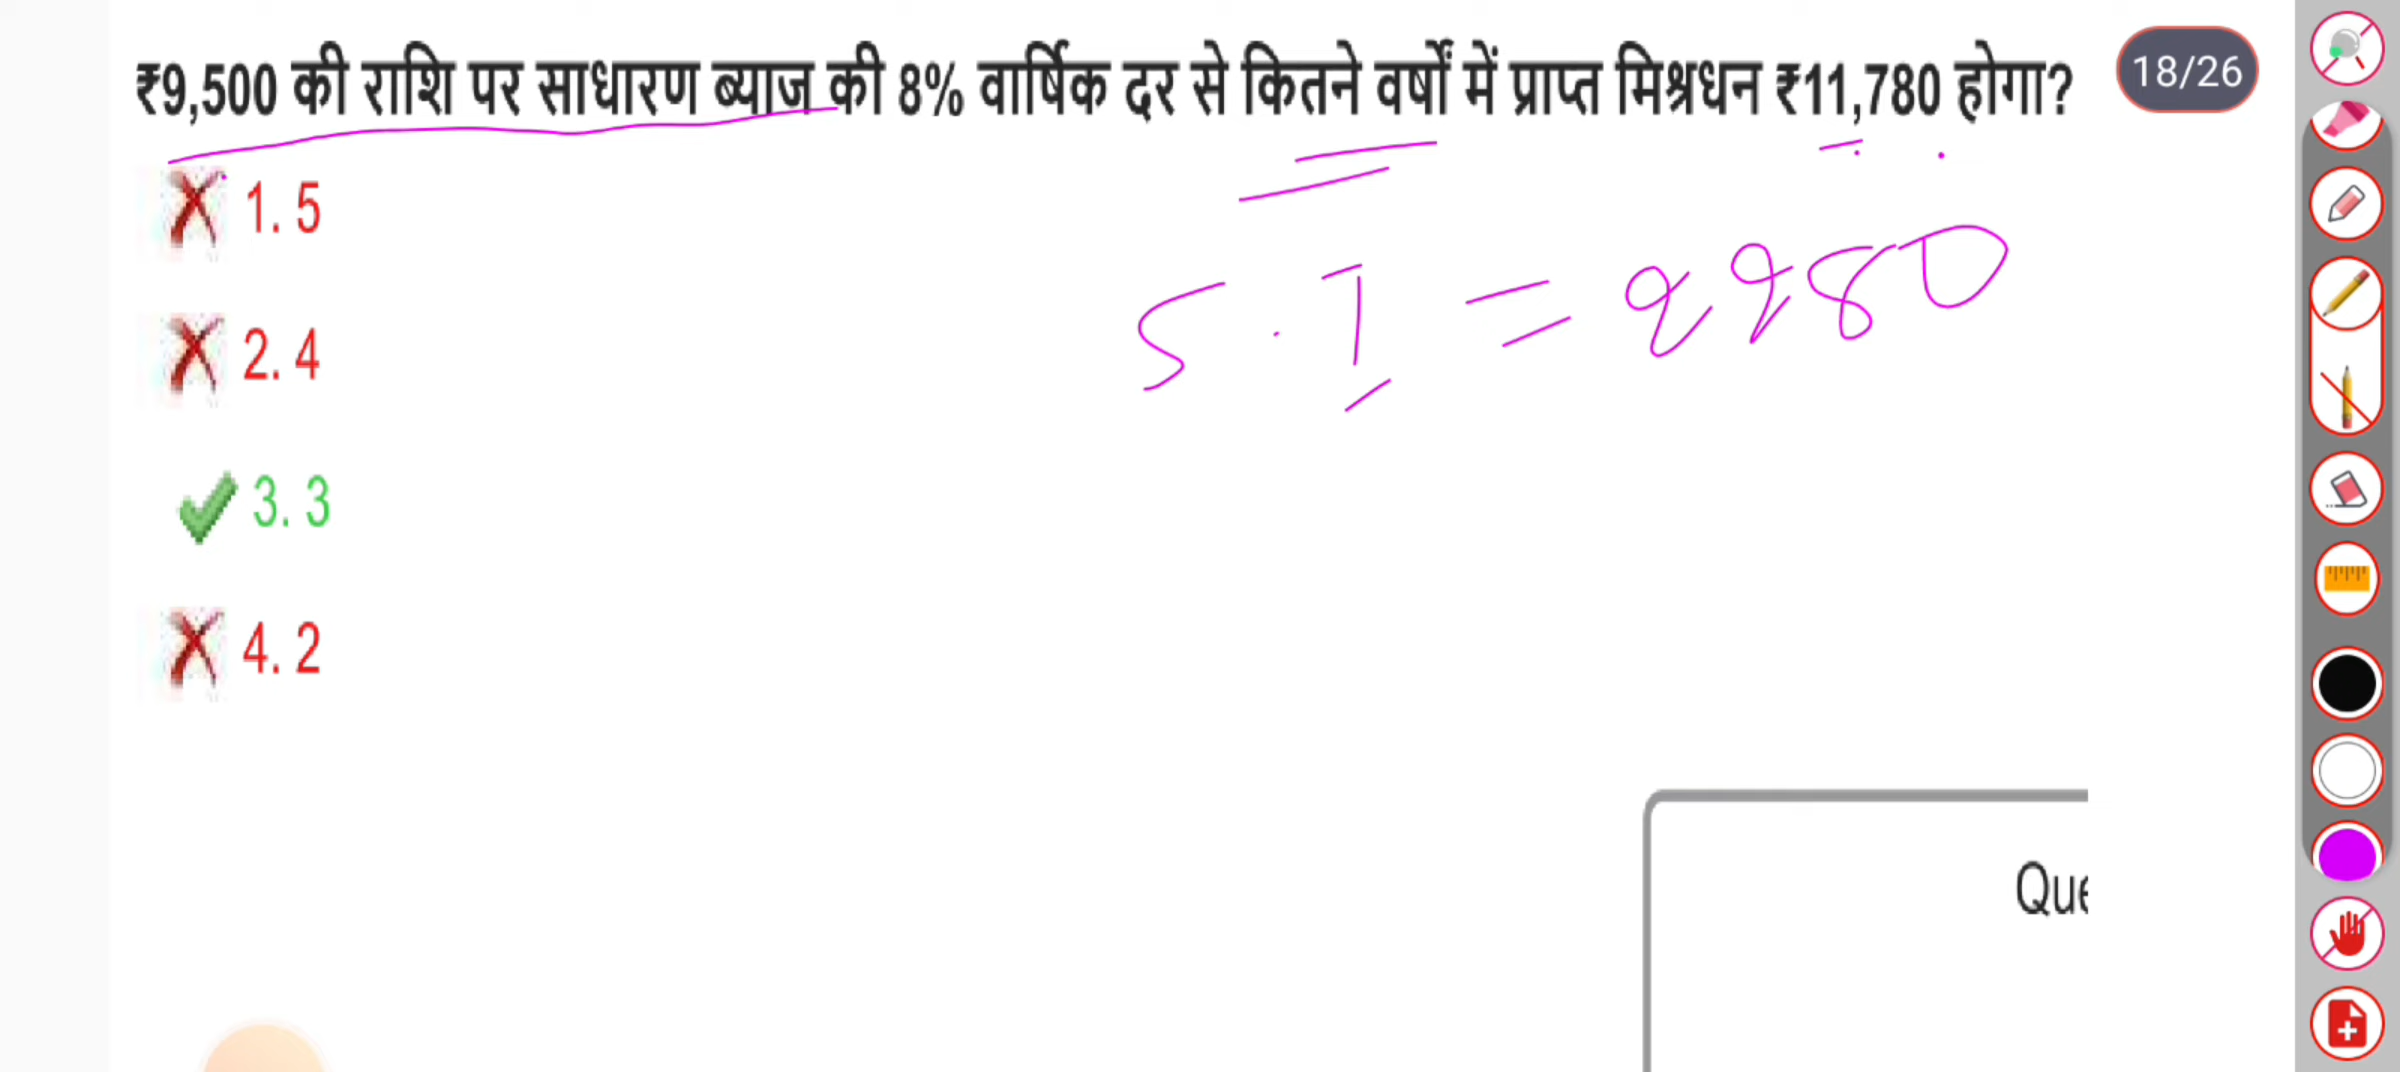 ₹9,500 की राशि पर साधारण ब्याज की 8% वार्षिक दर से कितने वर्षों में प्राप्त मिश्रधन ₹11,780 होगा?
18/26
1. 5
2. 4
3. 3
4. 2
S.I = 2280
Que